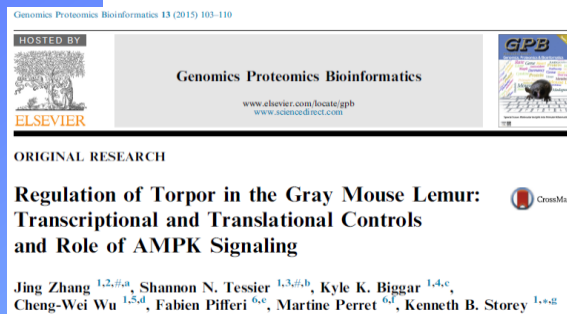 Genomics Proteomics Bioinformatics 13 (2015) 103–110
HOSTED BY
ELSEVIER
Genomics Proteomics Bioinformatics
www.elsevier.com/locate/gpb
www.sciencedirect.com
GPB
ORIGINAL RESEARCH
Regulation of Torpor in the Gray Mouse Lemur:
Transcriptional and Translational Controls
and Role of AMPK Signaling
CrossMa
Jing Zhang 1,2,#,a, Shannon N. Tessier 1,3,#,b, Kyle K. Biggar 1,4,c,
Cheng-Wei Wu 1,5,d, Fabien Pifferi 6,e, Martine Perret 6,f, Kenneth B. Storey 1,*,g